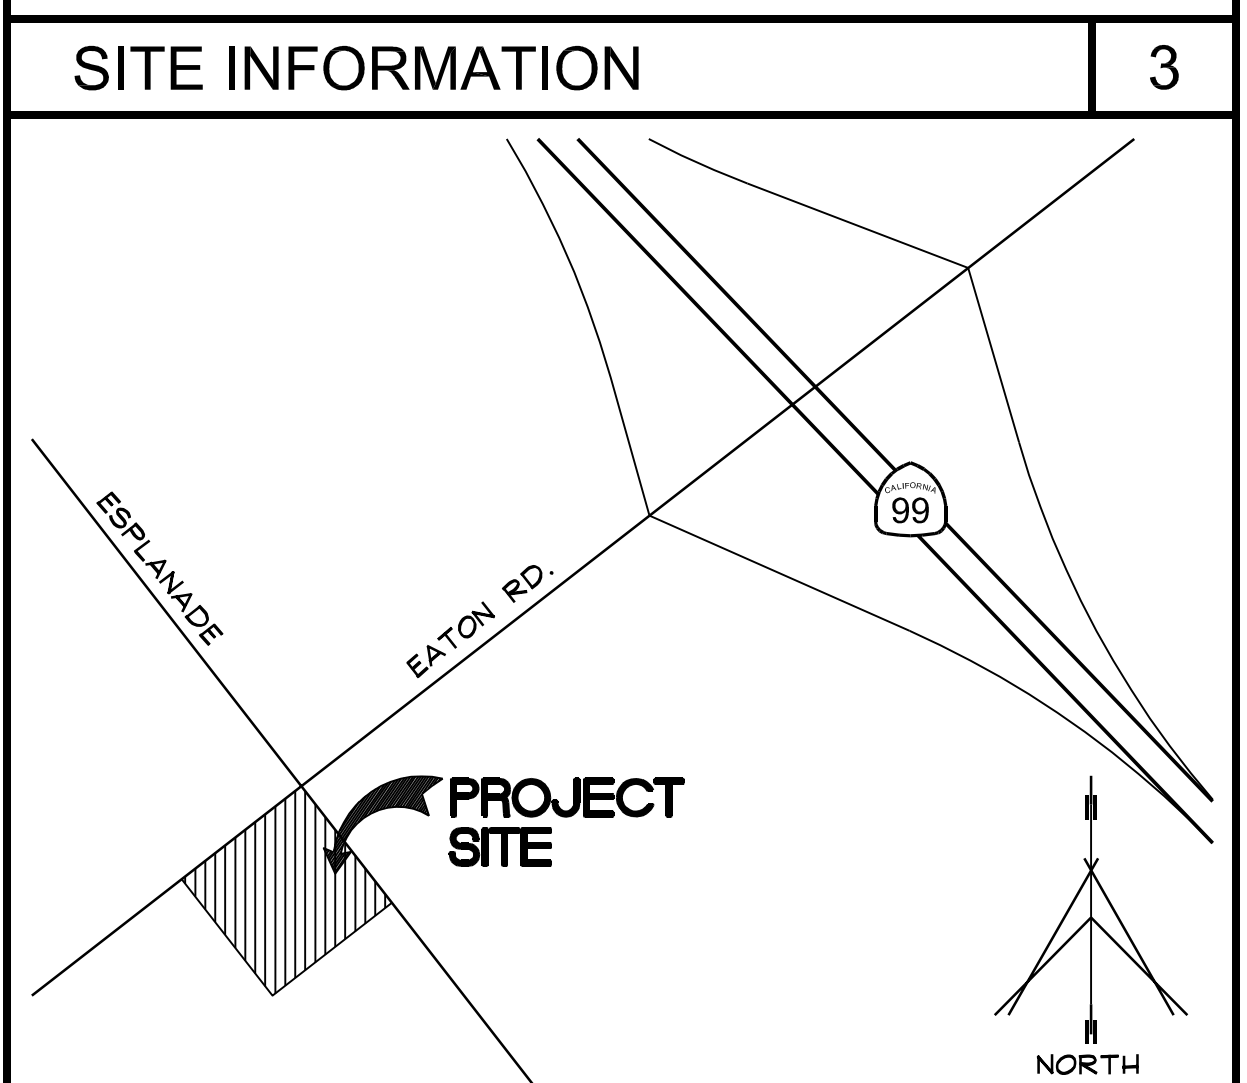 SITE INFORMATION
3
CALIFORNIA
99
ESPLANADE
EATON RD.
PROJECT
SITE
NORTH